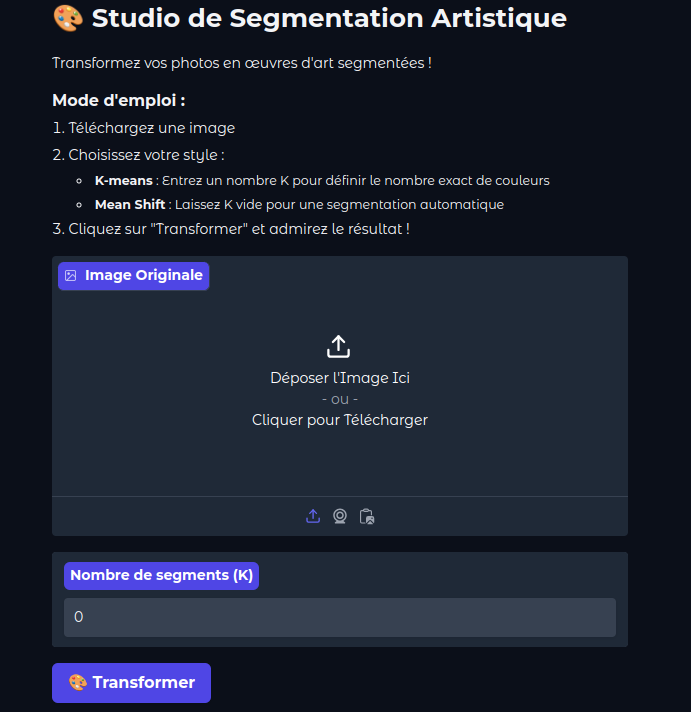 🎨 Studio de Segmentation Artistique
Transformez vos photos en œuvres d'art segmentées !
Mode d'emploi :
1. Téléchargez une image
2. Choisissez votre style :
K-means : Entrez un nombre K pour définir le nombre exact de couleurs
Mean Shift : Laissez K vide pour une segmentation automatique
3. Cliquez sur "Transformer" et admirez le résultat !
Image Originale
Déposer l'Image Ici
- ou -
Cliquer pour Télécharger
Nombre de segments (K)
0
🎨 Transformer